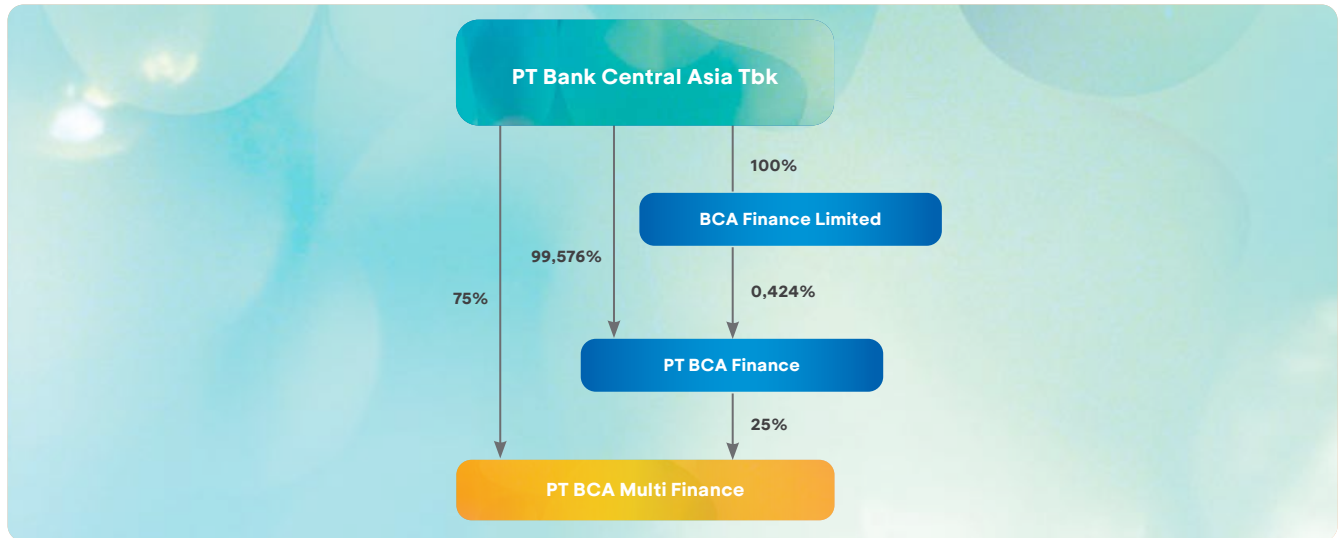 PT Bank Central Asia Tbk
100%
BCA Finance Limited
99,576%
0,424%
75%
PT BCA Finance
25%
PT BCA Multi Finance